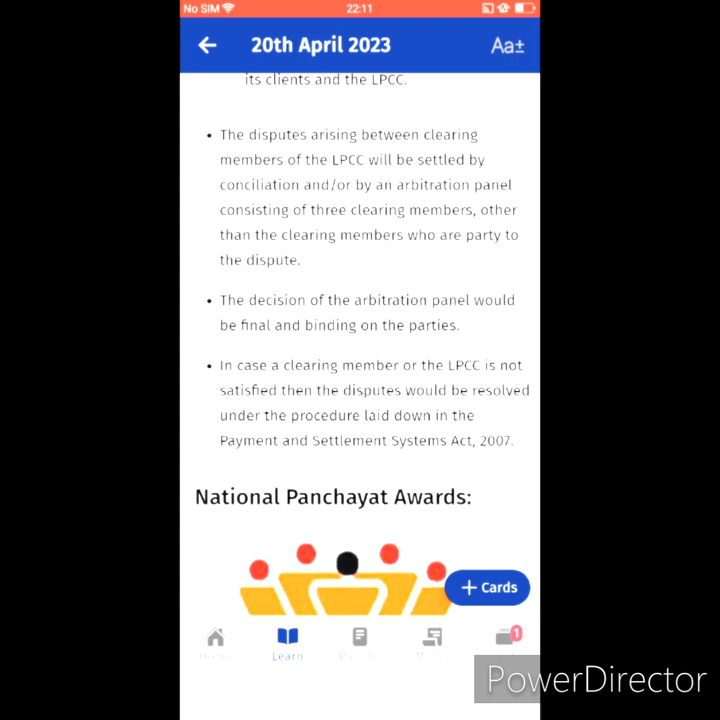 No SIM 22:11
20th April 2023 Aa±
its clients and the LPCC.
• The disputes arising between clearing
members of the LPCC will be settled by
conciliation and/or by an arbitration panel
consisting of three clearing members, other
than the clearing members who are party to
the dispute.
• The decision of the arbitration panel would
be final and binding on the parties.
• In case a clearing member or the LPCC is not
satisfied then the disputes would be resolved
under the procedure laid down in the
Payment and Settlement Systems Act, 2007.
National Panchayat Awards:
+ Cards
1
Home Learn
PowerDirector